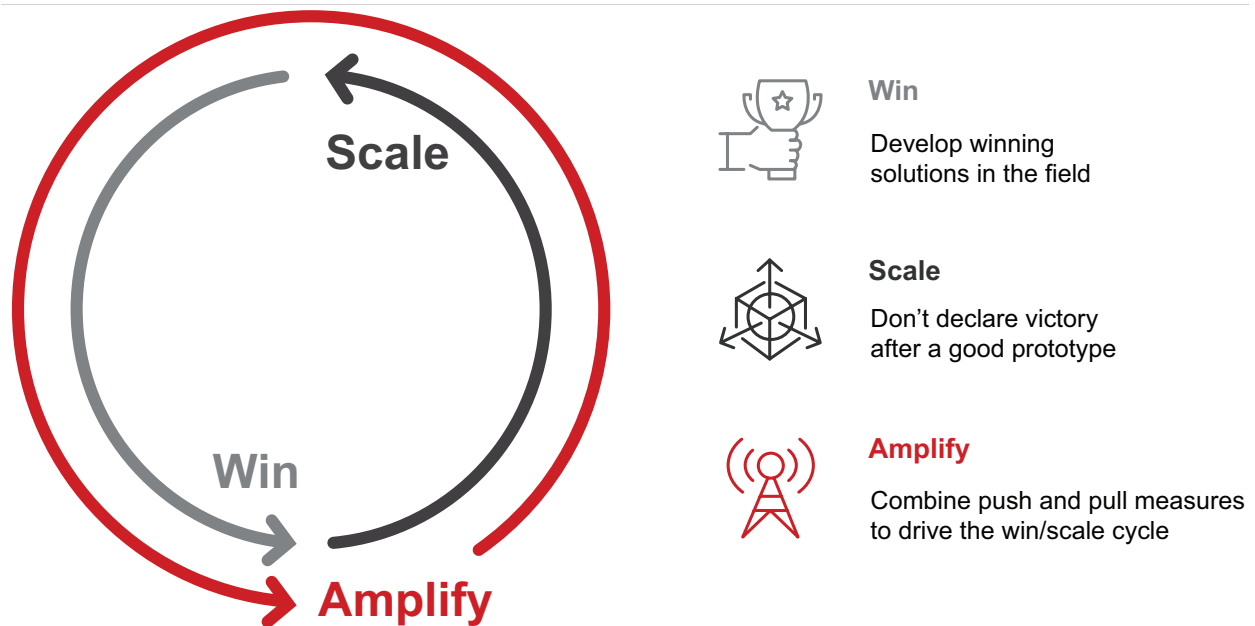 Scale
Win
Amplify
Win
Develop winning
solutions in the field
Scale
Don’t declare victory
after a good prototype
Amplify
Combine push and pull measures
to drive the win/scale cycle